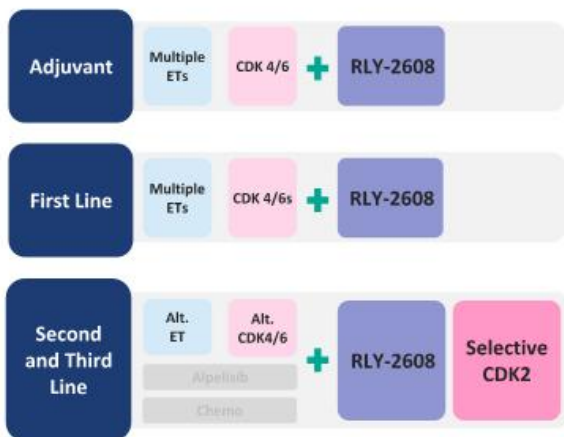 Adjuvant
Multiple
ETs
CDK 4/6
+
RLY-2608
First Line
Multiple
ETs
CDK 4/6s
+
RLY-2608
Second
and Third
Line
Alt.
ET
Alt.
CDK4/6
Alpelisib
Chemo
+
RLY-2608
Selective
CDK2